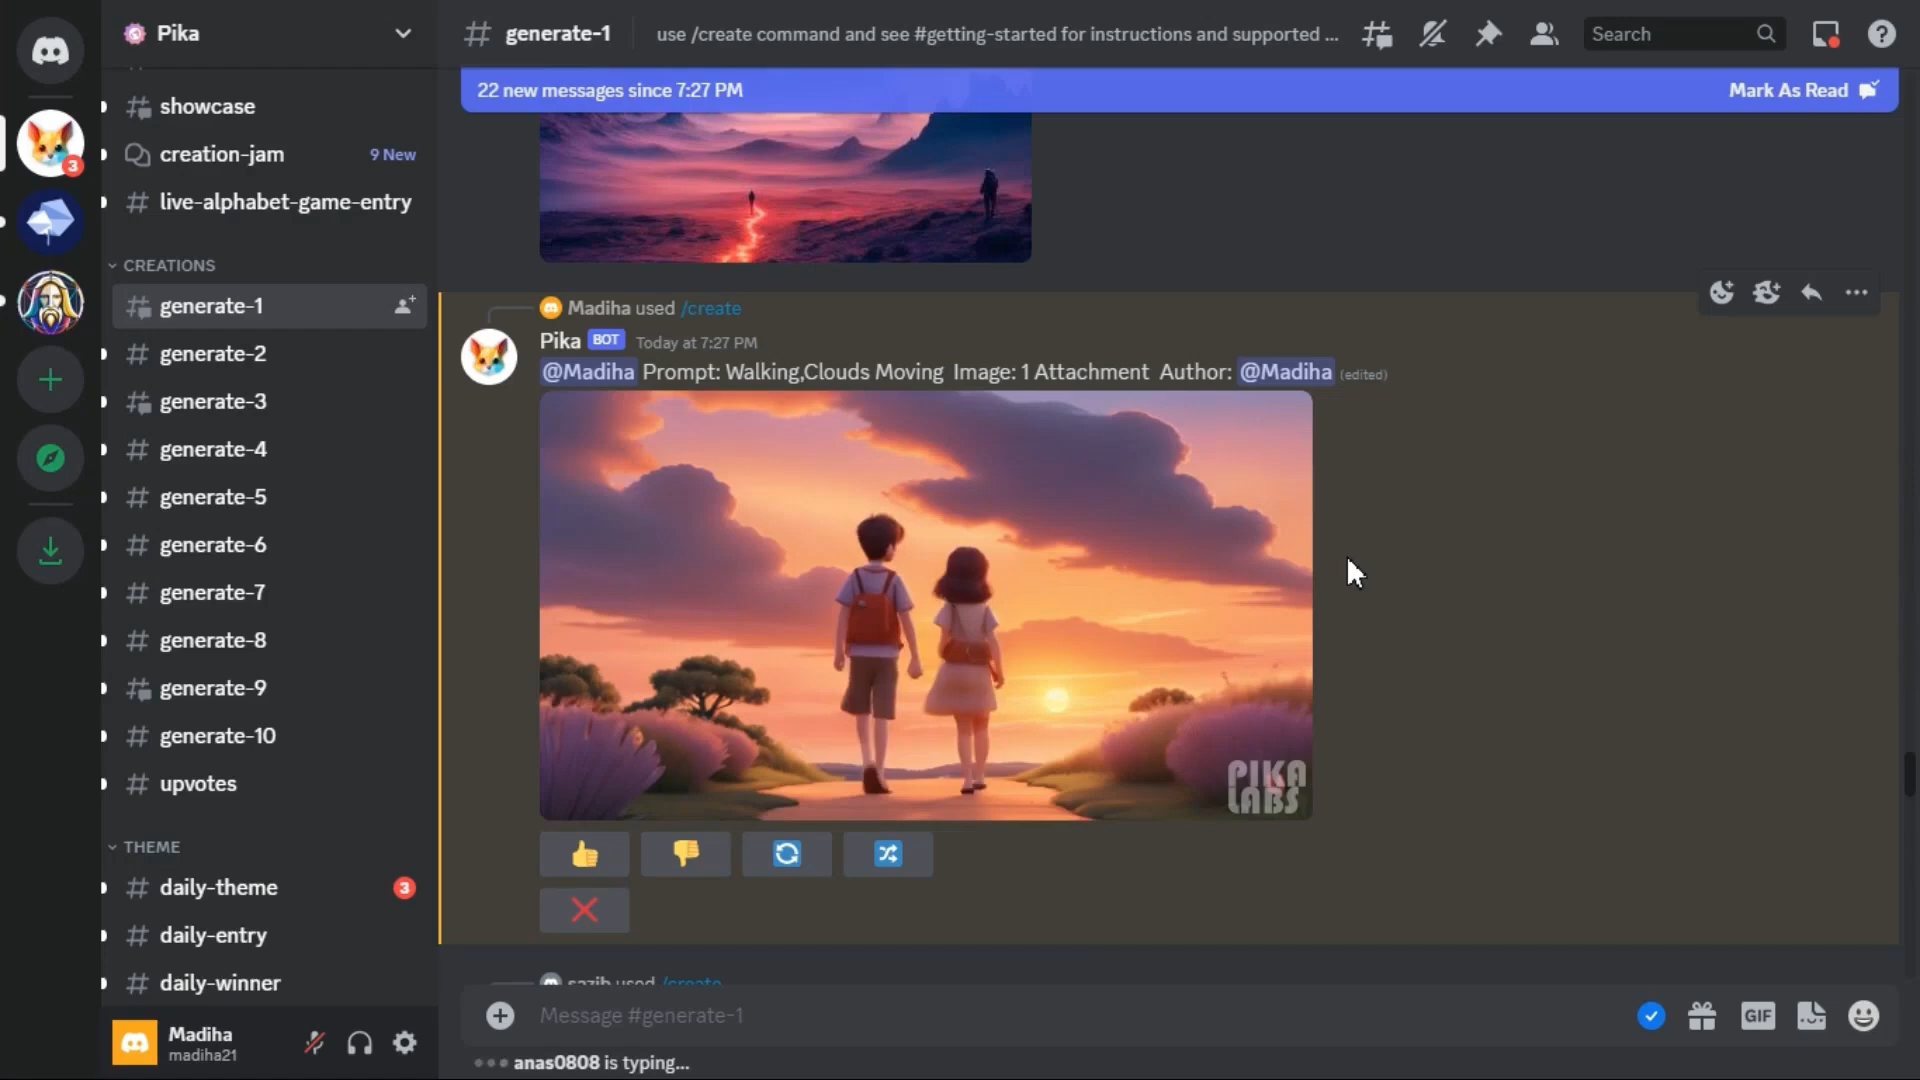 Pika
generate-1
use /create command and see #getting-started for instructions and supported ...
Search
22 new messages since 7:27 PM
Mark As Read
3
showcase
creation-jam
9 New
live-alphabet-game-entry
CREATIONS
generate-1
generate-2
generate-3
generate-4
generate-5
generate-6
generate-7
generate-8
generate-9
generate-10
upvotes
THEME
daily-theme
3
daily-entry
daily-winner
Madiha
madiha21
Madiha used /create
Pika BOT Today at 7:27 PM
@Madiha Prompt: Walking,Clouds Moving Image: 1 Attachment Author: @Madiha (edited)
PIKA
LABS
sazib used /create
Message #generate-1
GIF
anas0808 is typing...